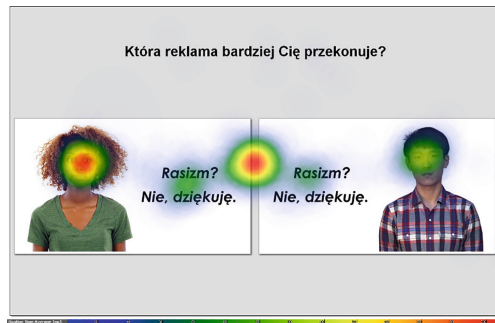 Która reklama bardziej Cię przekonuje?
Rasizm?
Nie, dziękuję.
Rasizm?
Nie, dziękuję.